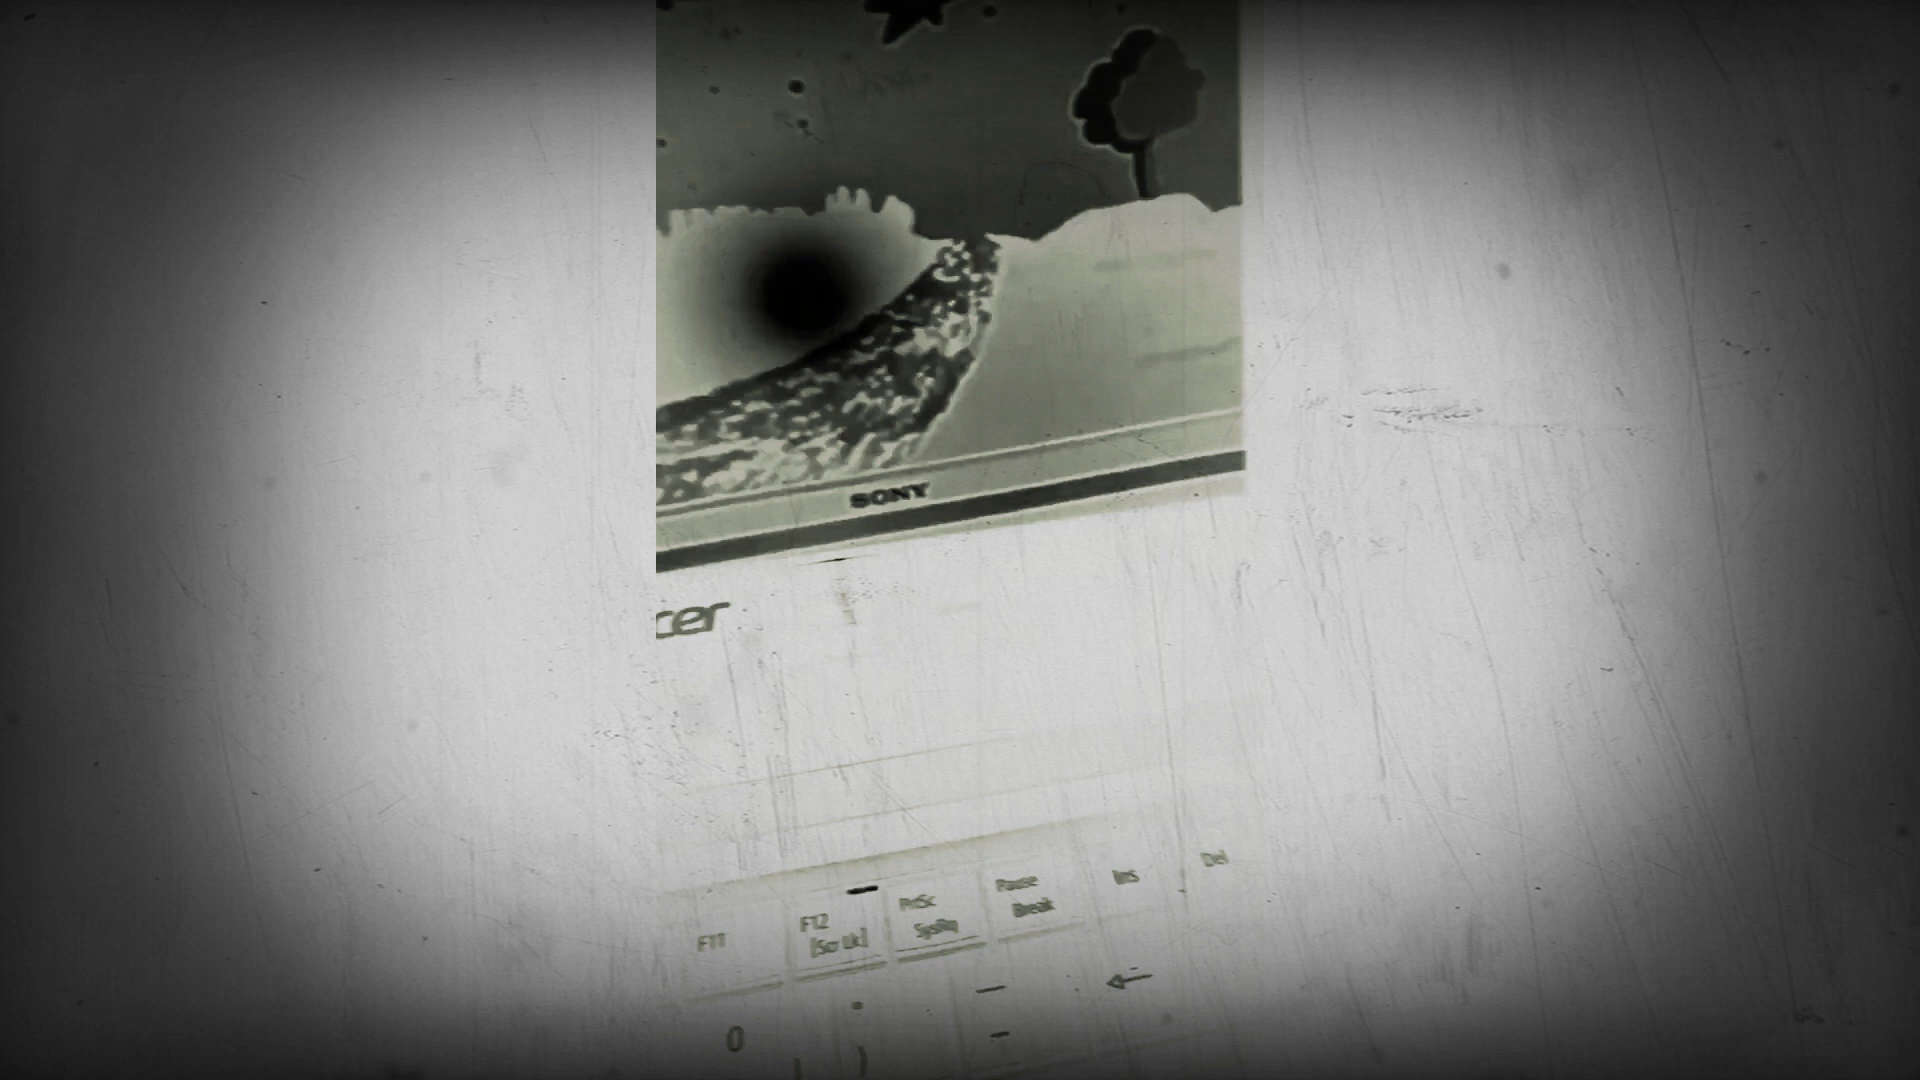 SONY
cer
F11
F12
[Scr Lk]
PrtSc
SysRq
Pause
Break
Ins
Del
0
)